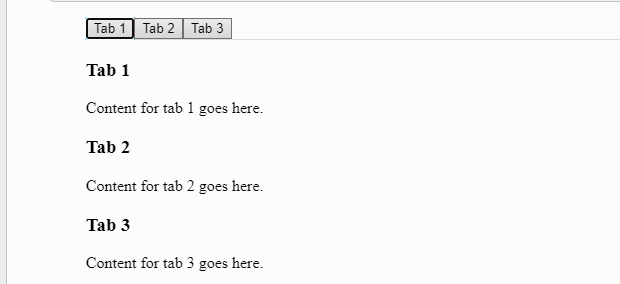 Tab 1 Tab 2 Tab 3
Tab 1
Content for tab 1 goes here.
Tab 2
Content for tab 2 goes here.
Tab 3
Content for tab 3 goes here.